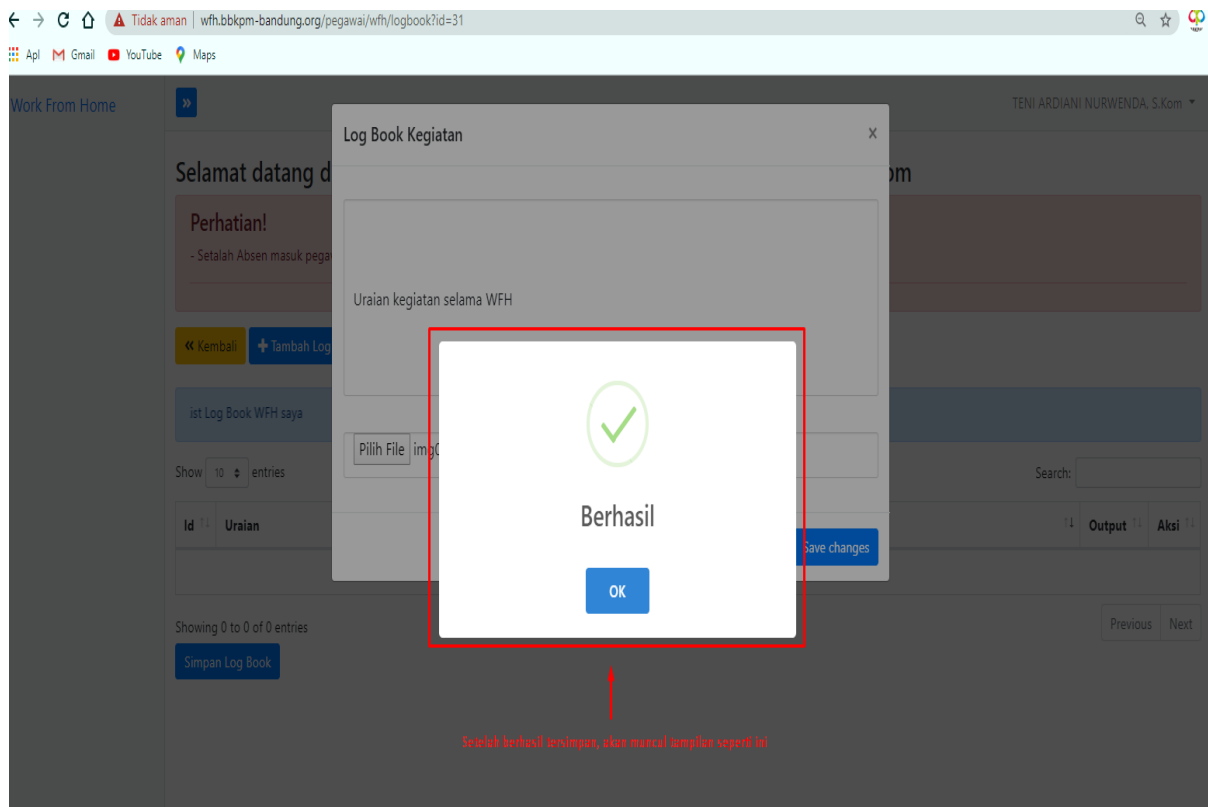 Tidak aman | wfh.bbkpm-bandung.org/pegawai/wfh/logbook?id=31
Apl Gmail YouTube Maps
Work From Home
TENI ARDIANI NURWENDA, S.Kom
Log Book Kegiatan x
Selamat datang d
om
Perhatian!
- Setalah Absen masuk pega
Uraian kegiatan selama WFH
Kembali Tambah Log
ist Log Book WFH saya
Pilih File img
Show 10 entries
Search:
Id Uraian Output Aksi
Berhasil
Save changes
OK
Showing 0 to 0 of 0 entries
Previous Next
Simpan Log Book
Setelah berhasil tersimpan, akan muncul tampilan seperti ini